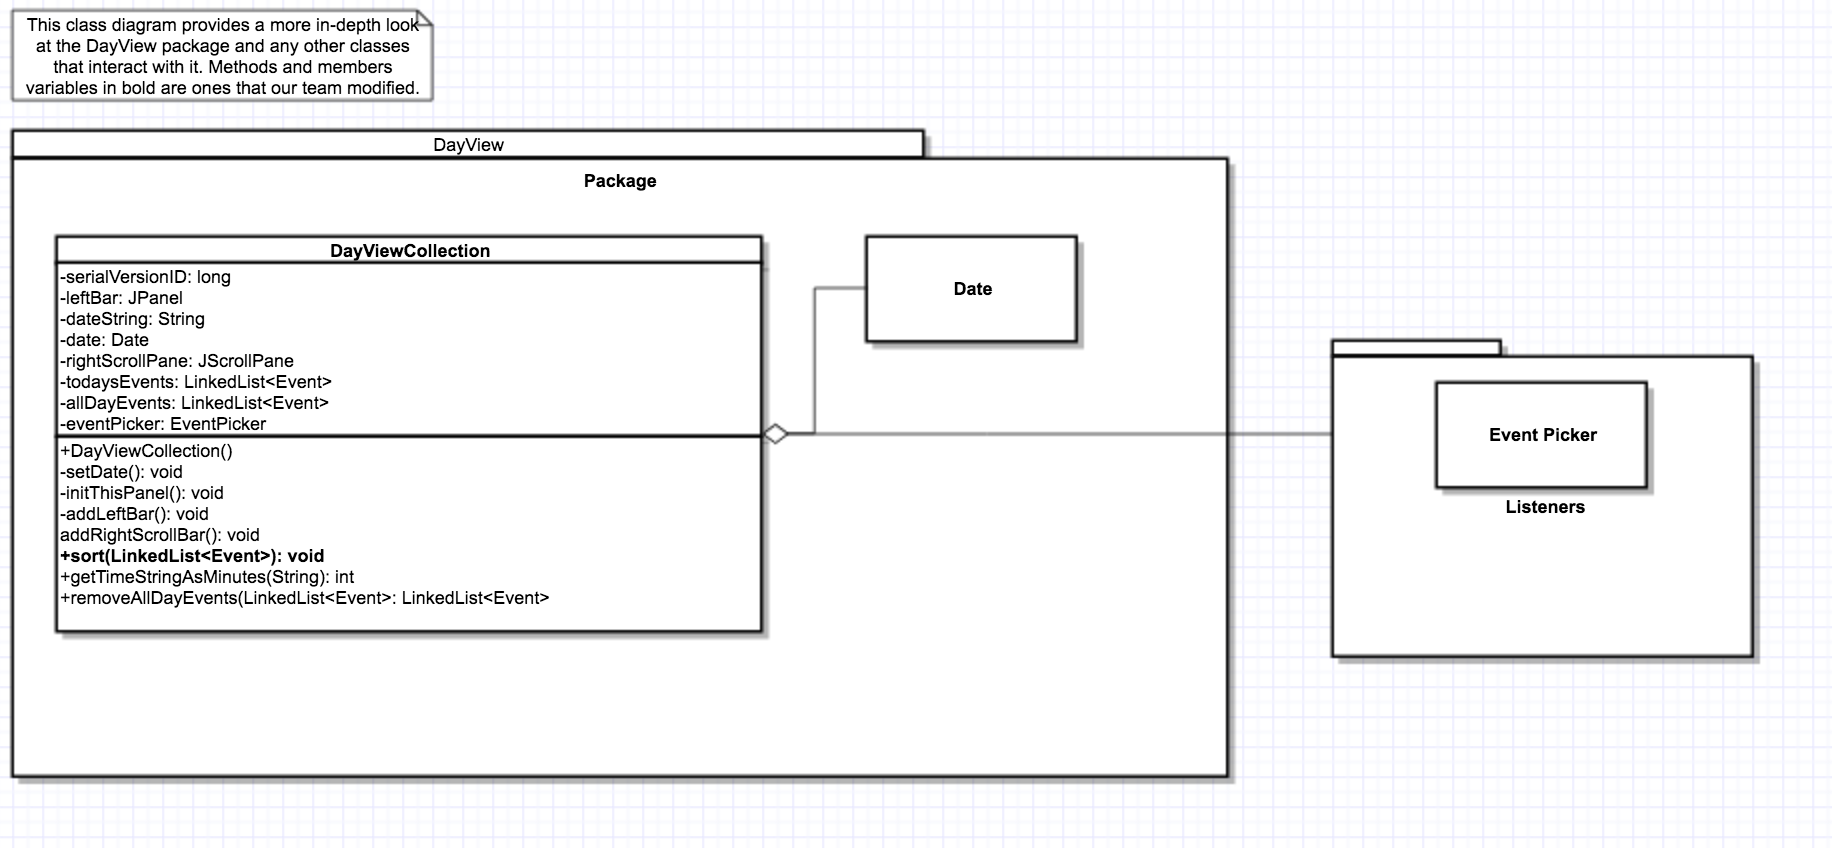 This class diagram provides a more in-depth look
at the DayView package and any other classes
that interact with it. Methods and members
variables in bold are ones that our team modified.
DayView
Package
DayViewCollection
-serialVersionID: long
-leftBar: JPanel
-dateString: String
-date: Date
-rightScrollPane: JScrollPane
-todaysEvents: LinkedList<Event>
-allDayEvents: LinkedList<Event>
-eventPicker: EventPicker
+DayViewCollection()
-setDate(): void
-initThisPanel(): void
-addLeftBar(): void
addRightScrollBar(): void
+sort(LinkedList<Event>): void
+getTimeStringAsMinutes(String): int
+removeAllDayEvents(LinkedList<Event>: LinkedList<Event>
Date
Event Picker
Listeners